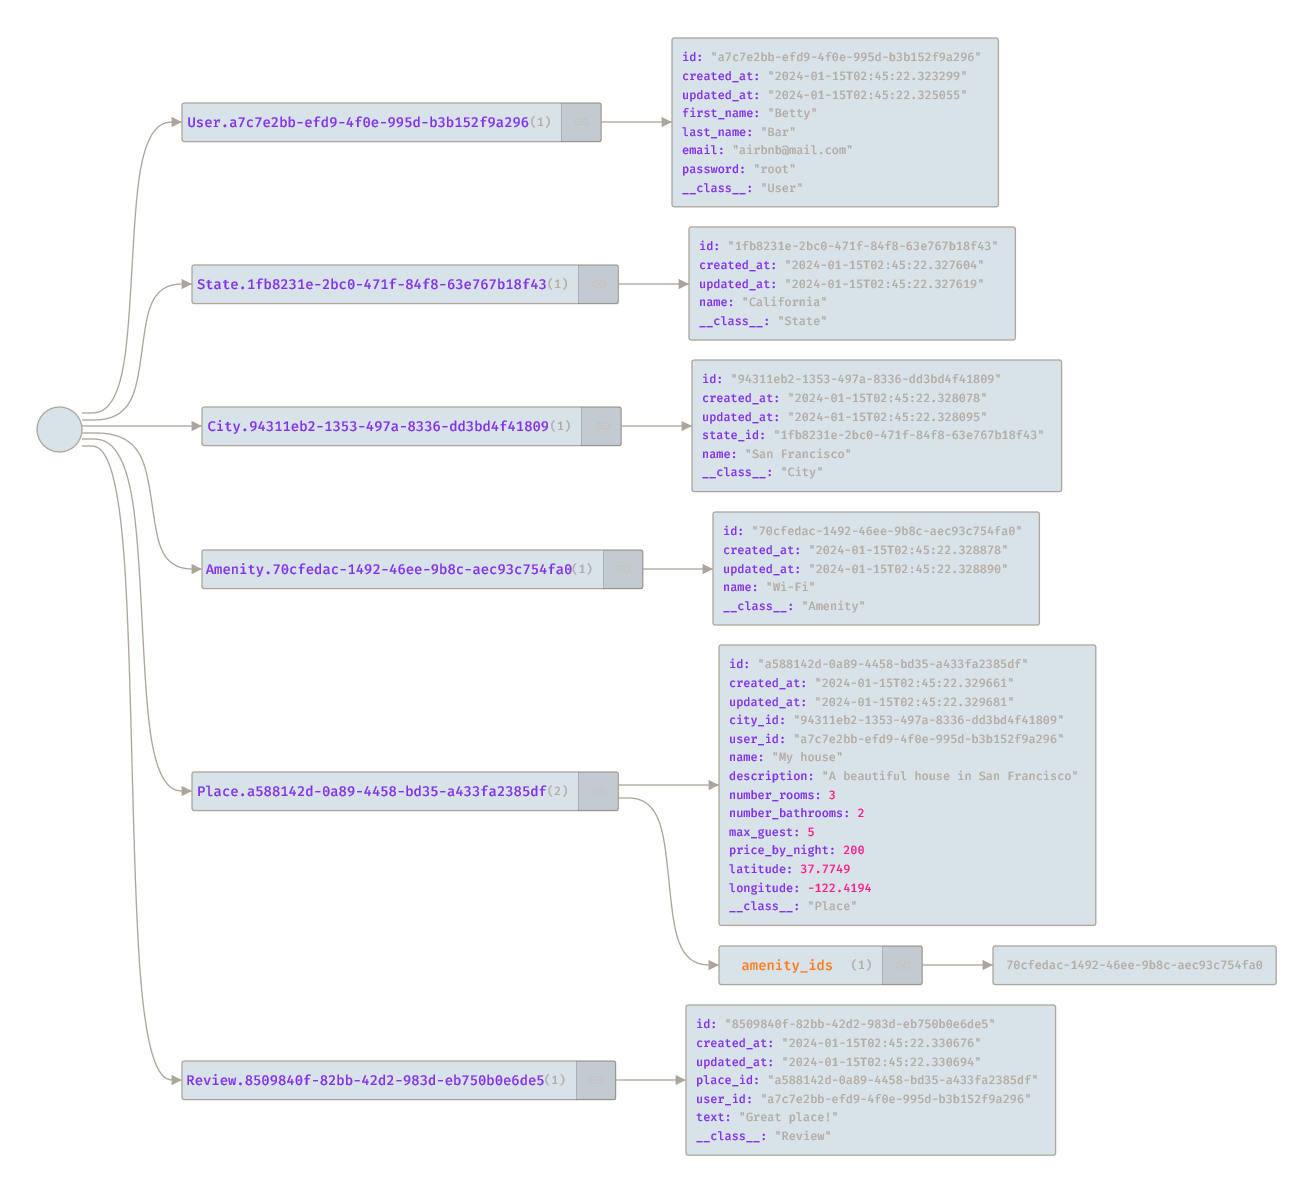 User.a7c7e2bb-efd9-4f0e-995d-b3b152f9a296(1)
id: "a7c7e2bb-efd9-4f0e-995d-b3b152f9a296"
created_at: "2024-01-15T02:45:22.323299"
updated_at: "2024-01-15T02:45:22.325055"
first_name: "Betty"
last_name: "Bar"
email: "airbnb@mail.com"
password: "root"
__class__: "User"
State.1fb8231e-2bc0-471f-84f8-63e767b18f43(1)
id: "1fb8231e-2bc0-471f-84f8-63e767b18f43"
created_at: "2024-01-15T02:45:22.327604"
updated_at: "2024-01-15T02:45:22.327619"
name: "California"
__class__: "State"
City.94311eb2-1353-497a-8336-dd3bd4f41809(1)
id: "94311eb2-1353-497a-8336-dd3bd4f41809"
created_at: "2024-01-15T02:45:22.328078"
updated_at: "2024-01-15T02:45:22.328095"
state_id: "1fb8231e-2bc0-471f-84f8-63e767b18f43"
name: "San Francisco"
__class__: "City"
Amenity.70cfedac-1492-46ee-9b8c-aec93c754fa0(1)
id: "70cfedac-1492-46ee-9b8c-aec93c754fa0"
created_at: "2024-01-15T02:45:22.328878"
updated_at: "2024-01-15T02:45:22.328890"
name: "Wi-Fi"
__class__: "Amenity"
Place.a588142d-0a89-4458-bd35-a433fa2385df(2)
id: "a588142d-0a89-4458-bd35-a433fa2385df"
created_at: "2024-01-15T02:45:22.329661"
updated_at: "2024-01-15T02:45:22.329681"
city_id: "94311eb2-1353-497a-8336-dd3bd4f41809"
user_id: "a7c7e2bb-efd9-4f0e-995d-b3b152f9a296"
name: "My house"
description: "A beautiful house in San Francisco"
number_rooms: 3
number_bathrooms: 2
max_guest: 5
price_by_night: 200
latitude: 37.7749
longitude: -122.4194
__class__: "Place"
amenity_ids (1)
70cfedac-1492-46ee-9b8c-aec93c754fa0
Review.8509840f-82bb-42d2-983d-eb750b0e6de5(1)
id: "8509840f-82bb-42d2-983d-eb750b0e6de5"
created_at: "2024-01-15T02:45:22.330676"
updated_at: "2024-01-15T02:45:22.330694"
place_id: "a588142d-0a89-4458-bd35-a433fa2385df"
user_id: "a7c7e2bb-efd9-4f0e-995d-b3b152f9a296"
text: "Great place!"
__class__: "Review"